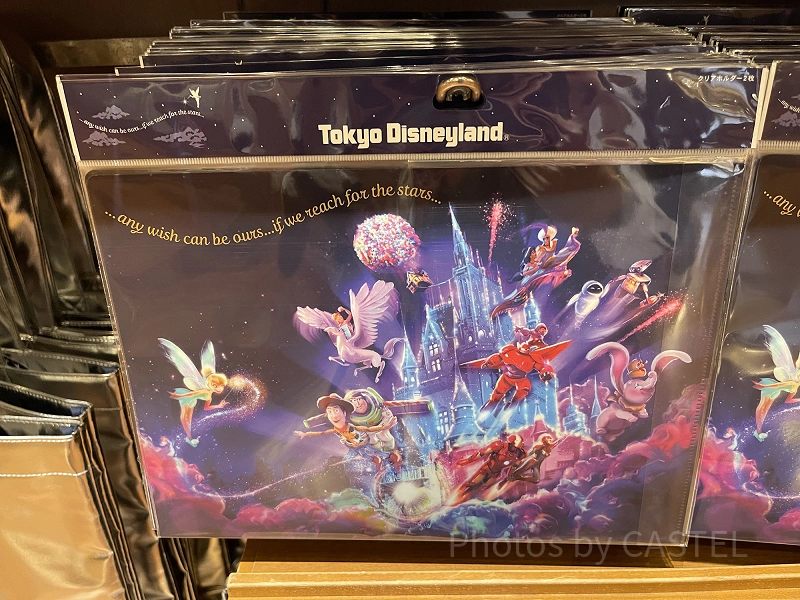 クリアホルダー2枚
...any wish can be ours...if we reach for the stars...
Tokyo Disneyland®
...any wish can be ours...if we reach for the stars...
...any
Photos by CASTEL